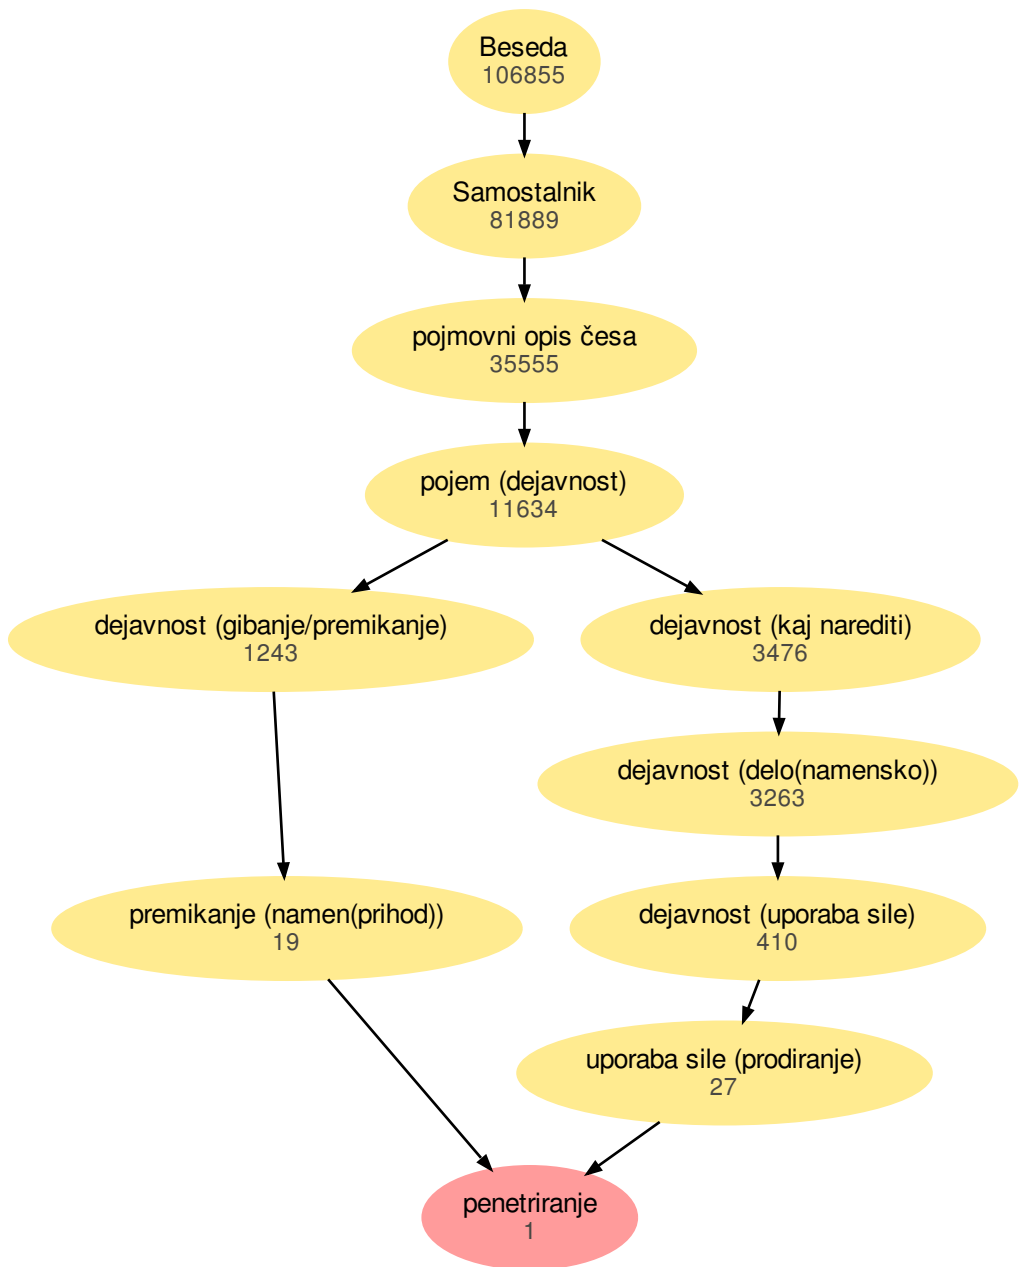 Beseda
106855
Samostalnik
81889
pojmovni opis česa
35555
pojem (dejavnost)
11634
dejavnost (gibanje/premikanje)
1243
dejavnost (kaj narediti)
3476
dejavnost (delo(namensko))
3263
premikanje (namen(prihod))
19
dejavnost (uporaba sile)
410
uporaba sile (prodiranje)
27
penetriranje
1